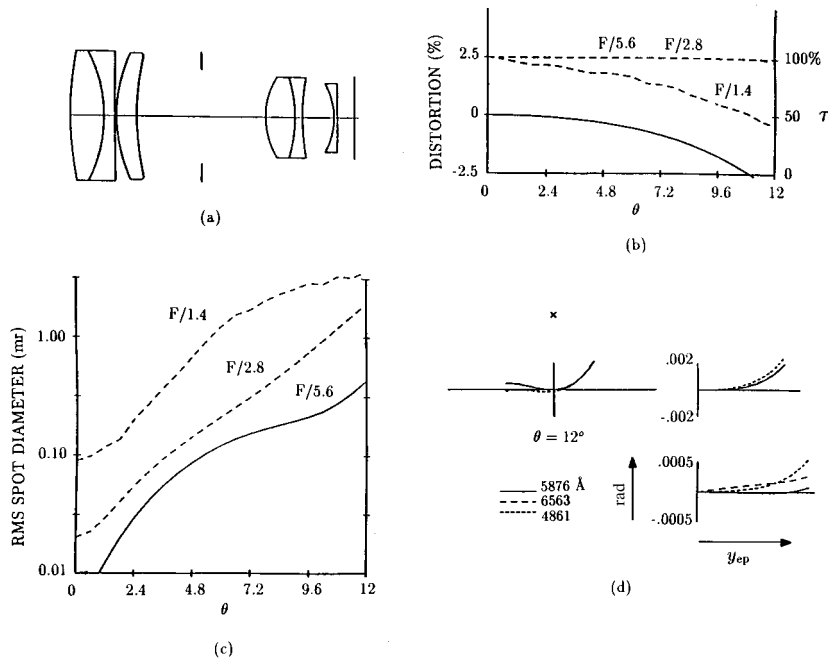 (a)
DISTORTION (%)
2.5
0
-2.5
F/5.6 F/2.8
F/1.4
100%
50 τ
0
0 2.4 4.8 7.2 9.6 12
θ
(b)
RMS SPOT DIAMETER (mr)
1.00
0.10
0.01
F/1.4
F/2.8
F/5.6
0 2.4 4.8 7.2 9.6 12
θ
(c)
×
θ = 12°
.002
-.002
.0005
-.0005
5876 Å
6563
4861
rad
yep
(d)